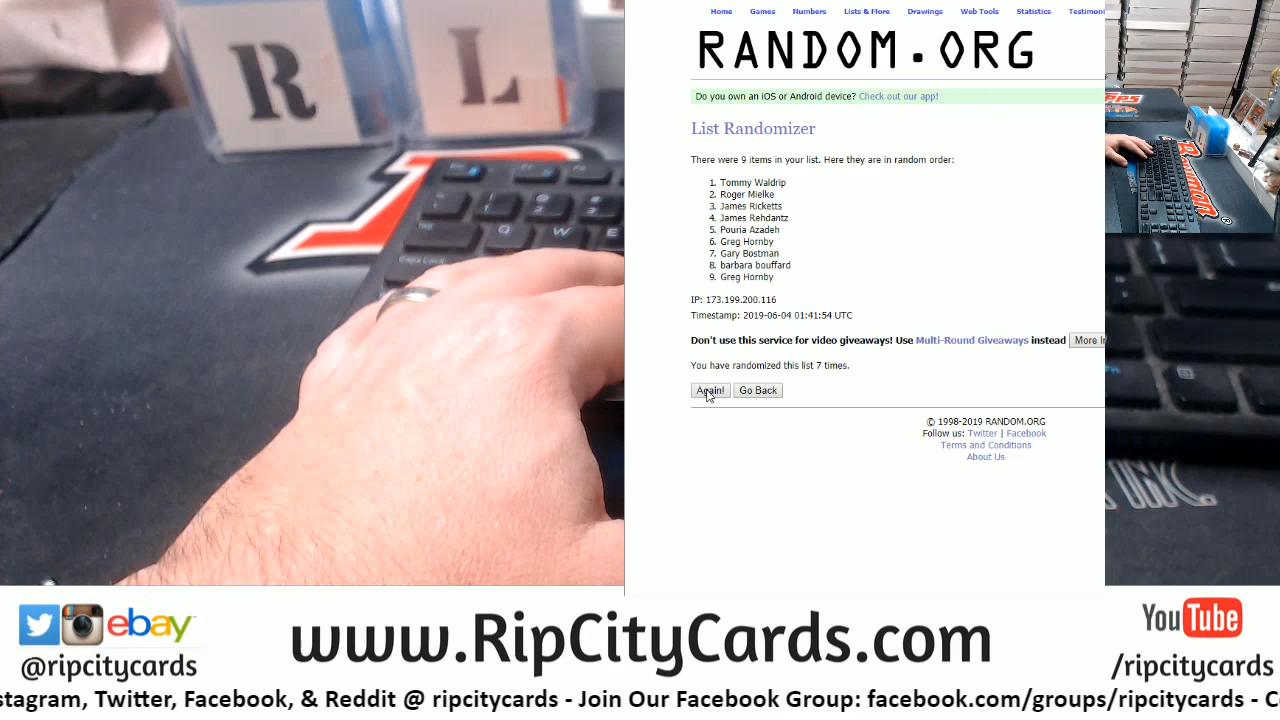 R L
Home Games Numbers Lists & More Drawings Web Tools Statistics Testimoni
RANDOM.ORG
Do you own an iOS or Android device? Check out our app!
List Randomizer
There were 9 items in your list. Here they are in random order:
1. Tommy Waldrip
2. Roger Mielke
3. James Ricketts
4. James Rehdantz
5. Pouria Azadeh
6. Greg Hornby
7. Gary Bostman
8. barbara bouffard
9. Greg Hornby
IP: 173.199.200.116
Timestamp: 2019-06-04 01:41:54 UTC
Don't use this service for video giveaways! Use Multi-Round Giveaways instead More In
You have randomized this list 7 times.
Again! Go Back
© 1998-2019 RANDOM.ORG
Follow us: Twitter | Facebook
Terms and Conditions
About Us
Q W E
Caps Lock
INK.
ebay
@ripcitycards
www.RipCityCards.com
YouTube
/ripcitycards
stagram, Twitter, Facebook, & Reddit @ ripcitycards - Join Our Facebook Group: facebook.com/groups/ripcitycards - C